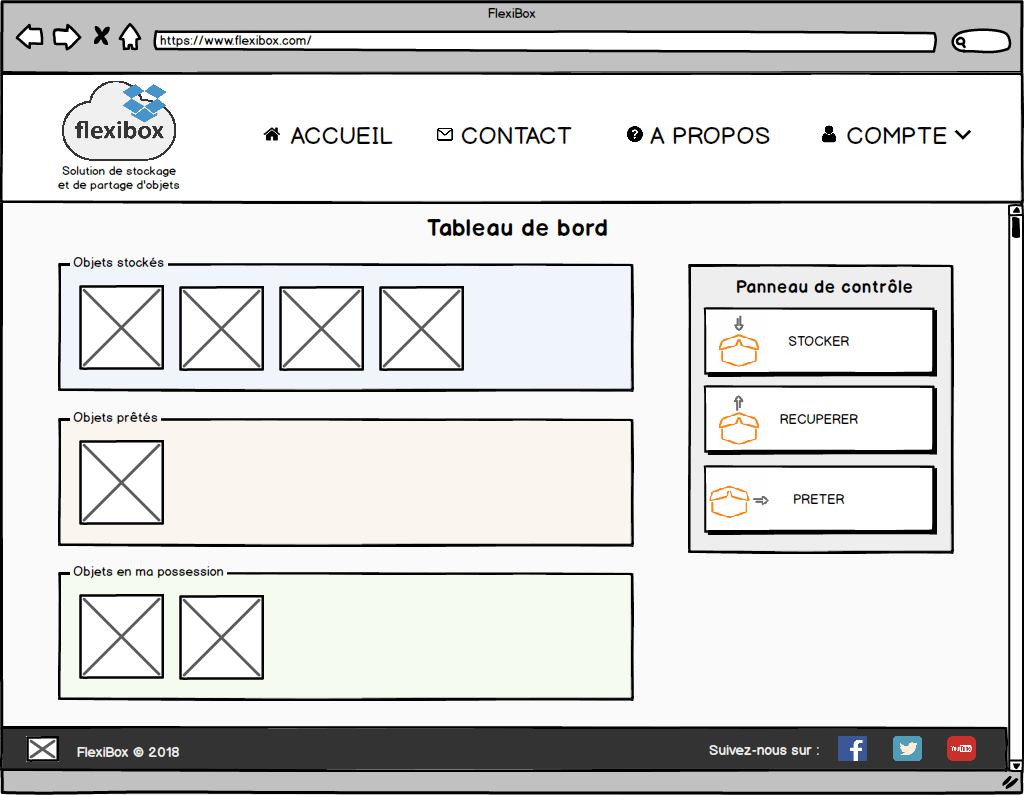 FlexiBox
https://www.flexibox.com/
flexibox
Solution de stockage
et de partage d'objets
ACCUEIL
CONTACT
A PROPOS
COMPTE
Tableau de bord
Objets stockés
Panneau de contrôle
STOCKER
RECUPERER
PRETER
Objets prêtés
Objets en ma possession
FlexiBox © 2018
Suivez-nous sur :
YouTube